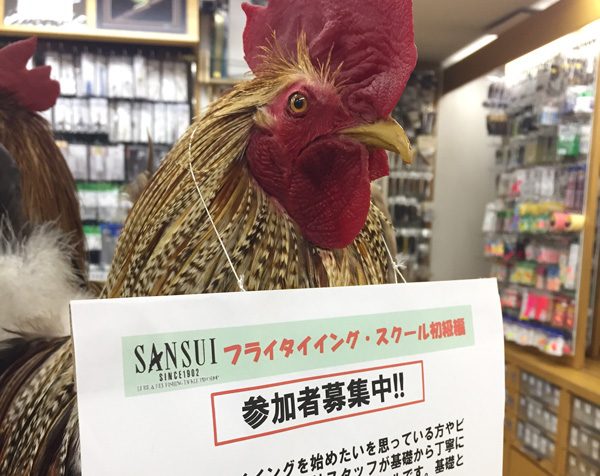 SANSUI
SINCE1902
フライタイイング・スクール初級編
参加者募集中!!
イイングを始めたいを思っている方やビ
スタッフが基礎から丁寧に
です。基礎と